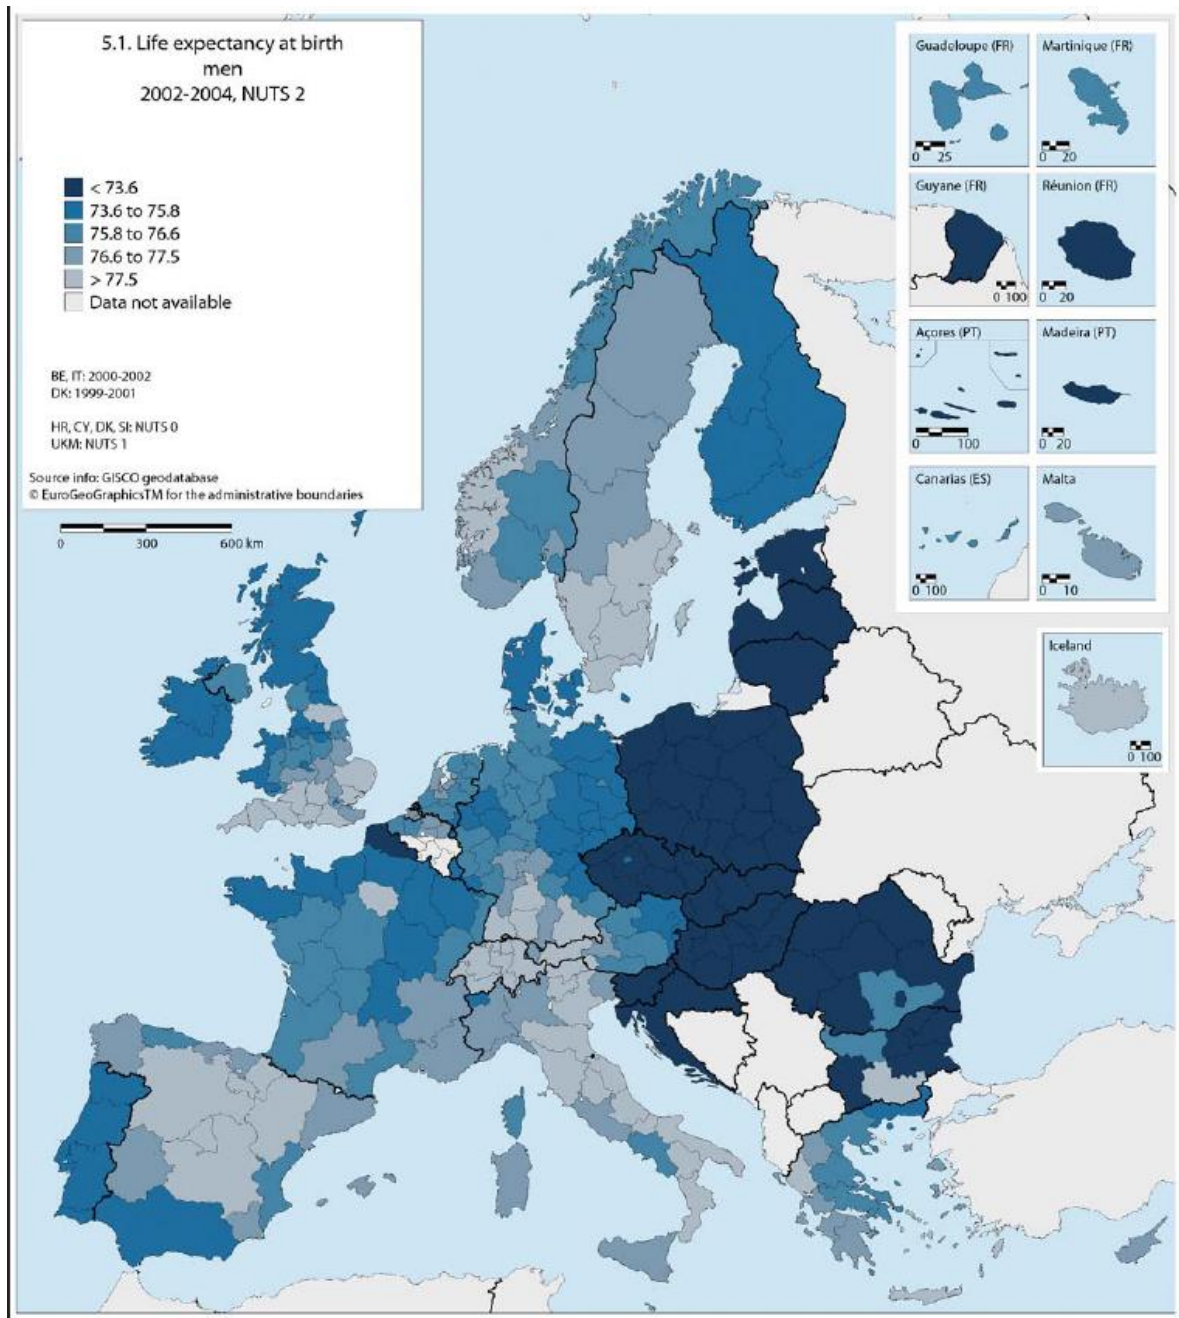 5.1. Life expectancy at birth
men
2002-2004, NUTS 2
< 73.6
73.6 to 75.8
75.8 to 76.6
76.6 to 77.5
> 77.5
Data not available
BE, IT: 2000-2002
DK: 1999-2001
HR, CY, DK, SI: NUTS 0
UKM: NUTS 1
Source info: GISCO geodatabase
© EuroGeoGraphicsTM for the administrative boundaries
0 300 600 km
Guadeloupe (FR)
0 25
Martinique (FR)
0 20
Guyane (FR)
0 100
Réunion (FR)
0 20
Açores (PT)
0 100
Madeira (PT)
0 20
Canarias (ES)
0 100
Malta
0 10
Iceland
0 100